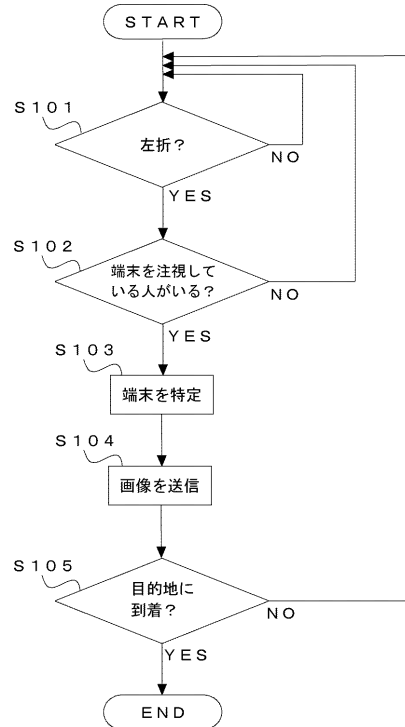 START
S101
左折?
NO
YES
S102
端末を注視して
いる人がいる?
NO
YES
S103
端末を特定
S104
画像を送信
S105
目的地に
到着?
NO
YES
END